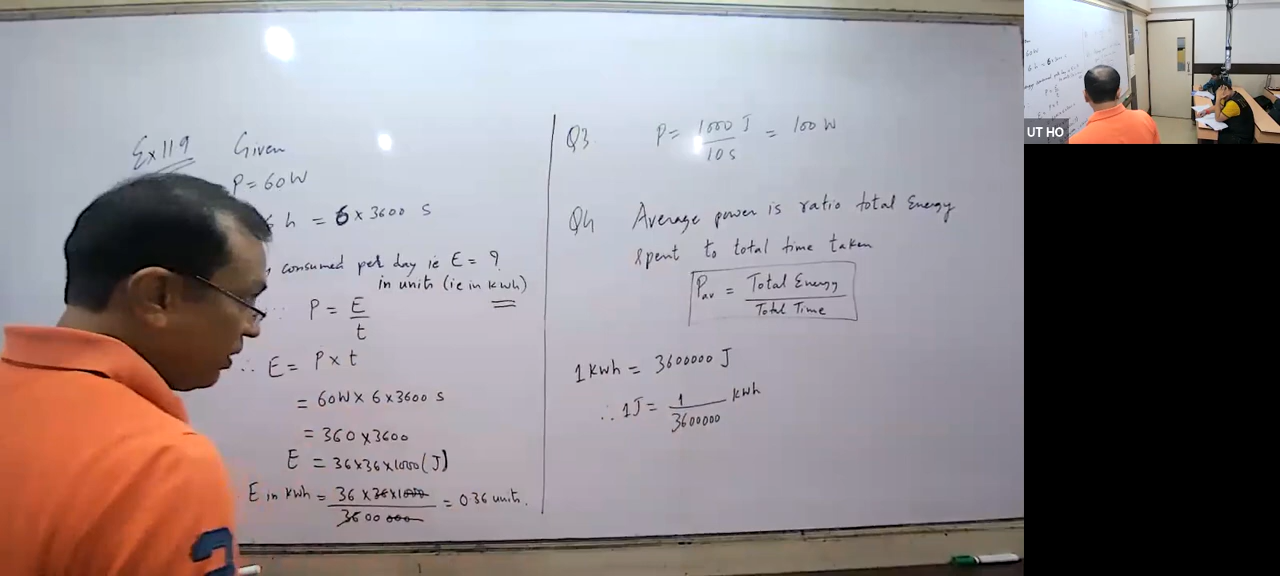 Ex 119 Given
P = 60W
6 h = 6 × 3600 s
consumed per day ie E = ?
in units (ie in kwh)
∴ P = E/t
∴ E = P × t
= 60W × 6 × 3600 s
= 360 × 3600
E = 36×36×1000 (J)
E in kwh = 36 × 36×1000 / 3600 000 = 036 units.
Q3 P = 1000 J / 10 s = 100 W
Q4 Average power is ratio total Energy
spent to total time taken
Pav = Total Energy / Total Time
1 kwh = 3600000 J
∴ 1J = 1 / 3600000 kwh
UT HO